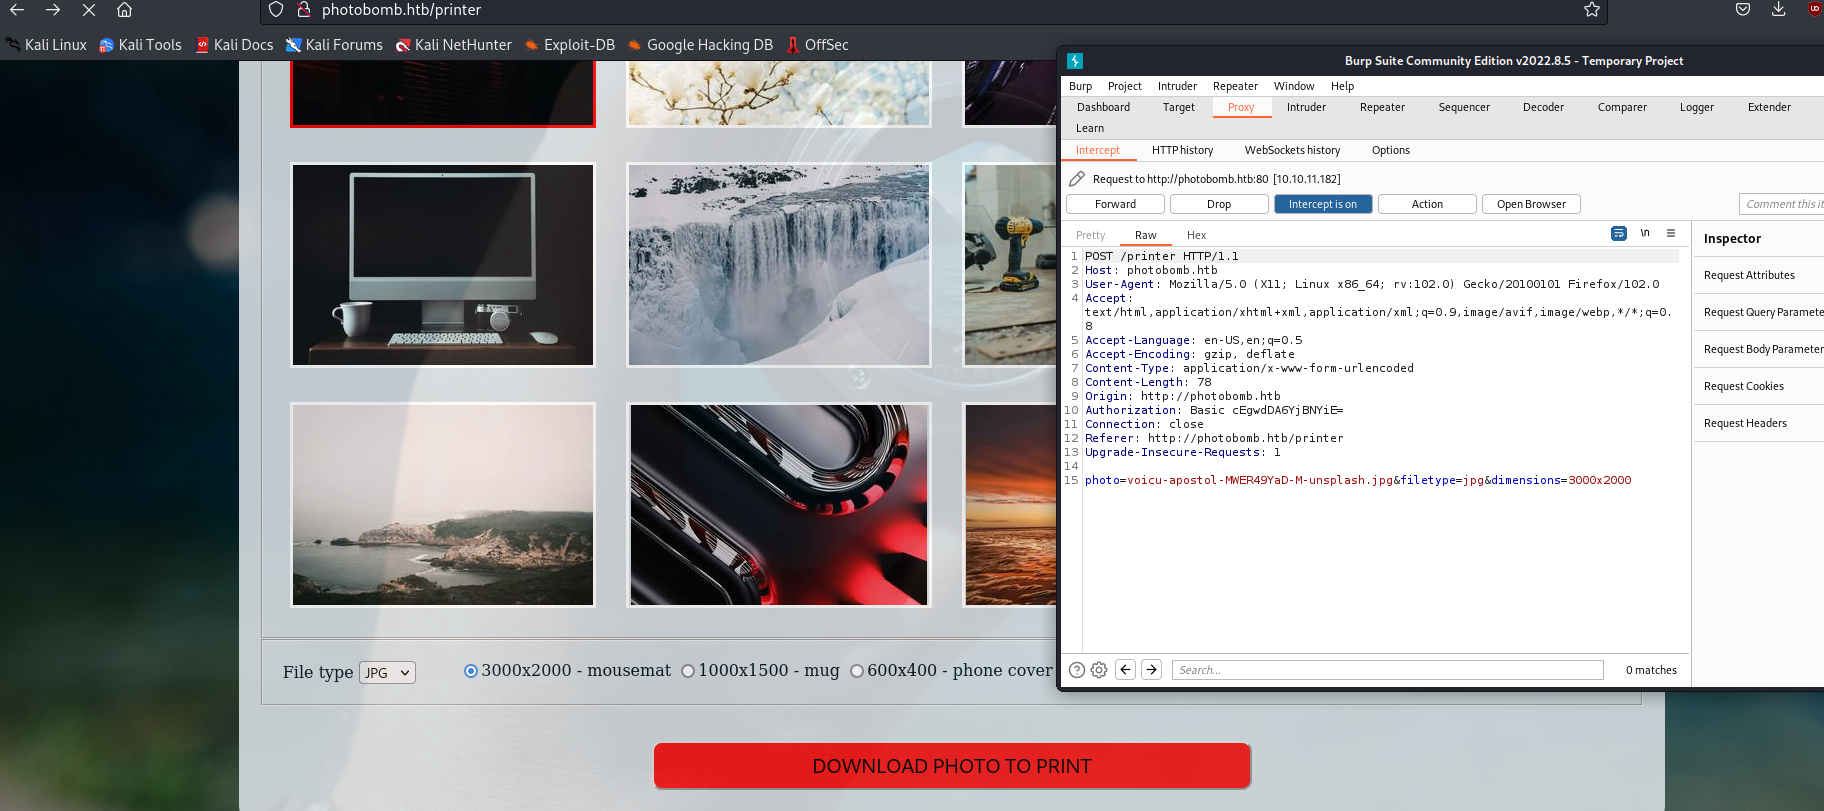 photobomb.htb/printer
Kali Linux Kali Tools Kali Docs Kali Forums Kali NetHunter Exploit-DB Google Hacking DB OffSec
Burp Suite Community Edition v2022.8.5 - Temporary Project
Burp Project Intruder Repeater Window Help
Dashboard Target Proxy Intruder Repeater Sequencer Decoder Comparer Logger Extender
Learn
Intercept HTTP history WebSockets history Options
Request to http://photobomb.htb:80 [10.10.11.182]
Forward Drop Intercept is on Action Open Browser Comment this it
Pretty Raw Hex \n
Inspector
Request Attributes
Request Query Paramete
Request Body Parameter
Request Cookies
Request Headers
1 POST /printer HTTP/1.1
2 Host: photobomb.htb
3 User-Agent: Mozilla/5.0 (X11; Linux x86_64; rv:102.0) Gecko/20100101 Firefox/102.0
4 Accept:
text/html,application/xhtml+xml,application/xml;q=0.9,image/avif,image/webp,*/*;q=0.
8
5 Accept-Language: en-US,en;q=0.5
6 Accept-Encoding: gzip, deflate
7 Content-Type: application/x-www-form-urlencoded
8 Content-Length: 78
9 Origin: http://photobomb.htb
10 Authorization: Basic cEgwdDA6YjBNYiE=
11 Connection: close
12 Referer: http://photobomb.htb/printer
13 Upgrade-Insecure-Requests: 1
14
15 photo=voicu-apostol-MWER49YaD-M-unsplash.jpg&filetype=jpg&dimensions=3000x2000
Search... 0 matches
File type JPG 3000x2000 - mousemat 1000x1500 - mug 600x400 - phone cover
DOWNLOAD PHOTO TO PRINT